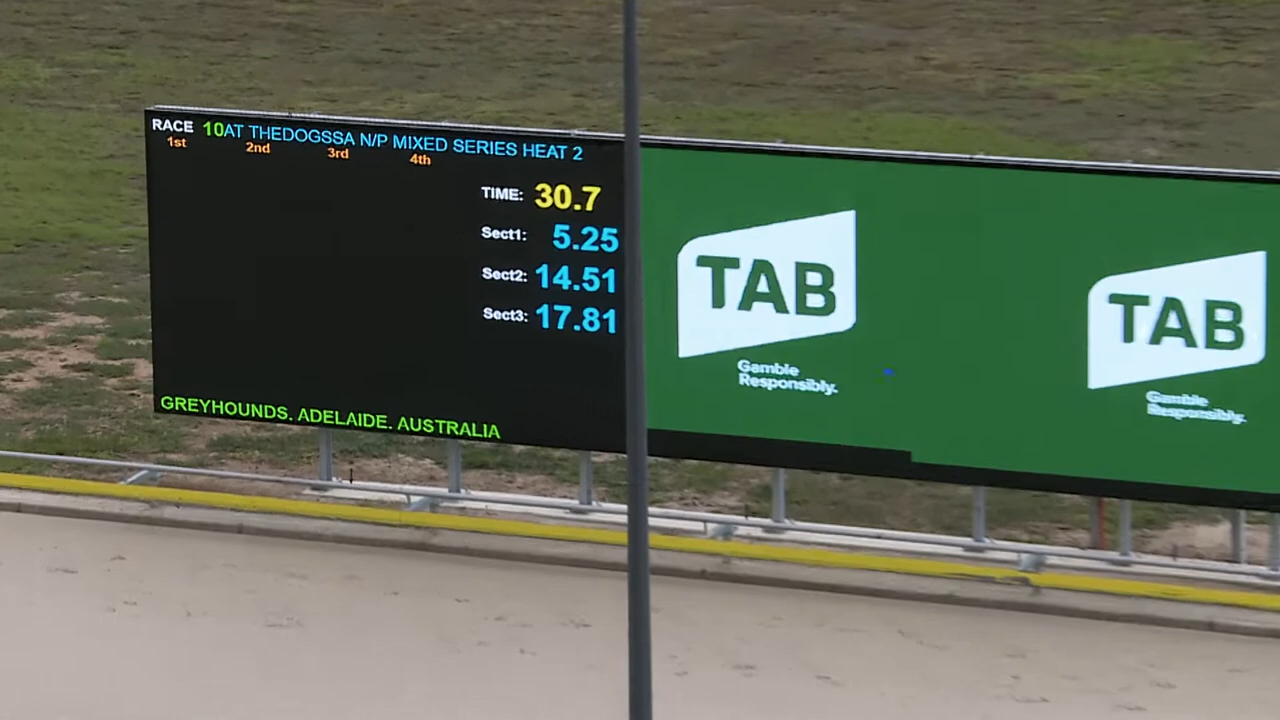 RACE 10AT THEDOGSSA N/P MIXED SERIES HEAT 2
1st 2nd 3rd 4th
TIME: 30.7
Sect1: 5.25
Sect2: 14.51
Sect3: 17.81
GREYHOUNDS. ADELAIDE. AUSTRALIA
TAB
Gamble
Responsibly.
TAB
Gamble
Responsibly.